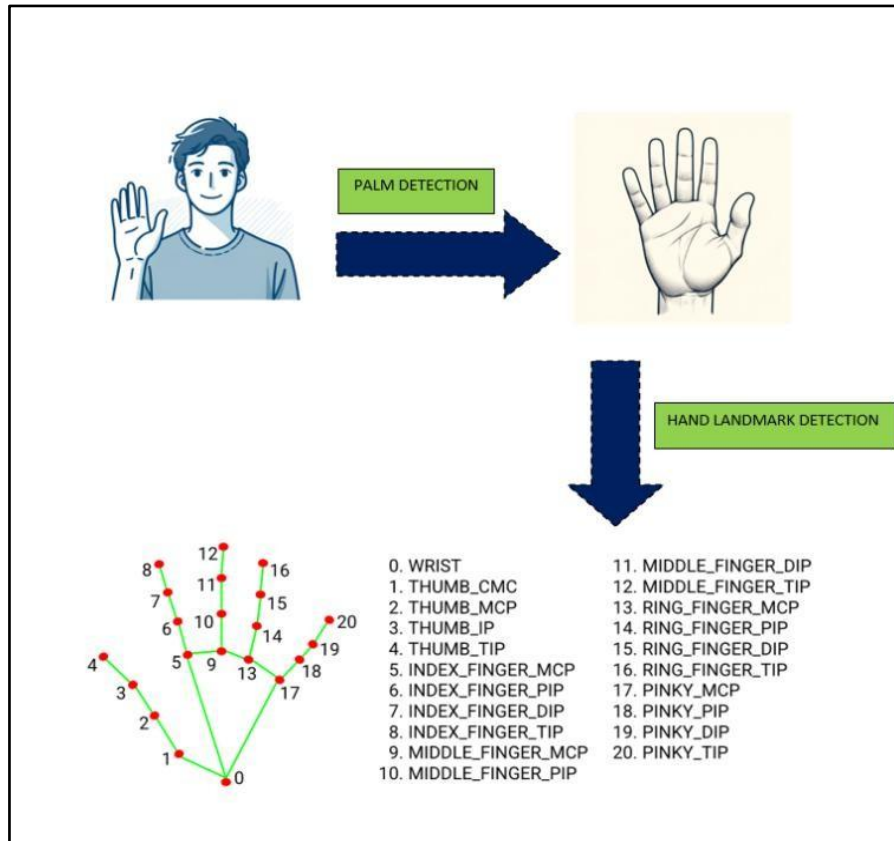 PALM DETECTION
HAND LANDMARK DETECTION
12
8
16
11
7
15
20
10
6
14
19
4
5
9
13
18
3
17
2
1
0
0. WRIST
1. THUMB_CMC
2. THUMB_MCP
3. THUMB_IP
4. THUMB_TIP
5. INDEX_FINGER_MCP
6. INDEX_FINGER_PIP
7. INDEX_FINGER_DIP
8. INDEX_FINGER_TIP
9. MIDDLE_FINGER_MCP
10. MIDDLE_FINGER_PIP
11. MIDDLE_FINGER_DIP
12. MIDDLE_FINGER_TIP
13. RING_FINGER_MCP
14. RING_FINGER_PIP
15. RING_FINGER_DIP
16. RING_FINGER_TIP
17. PINKY_MCP
18. PINKY_PIP
19. PINKY_DIP
20. PINKY_TIP